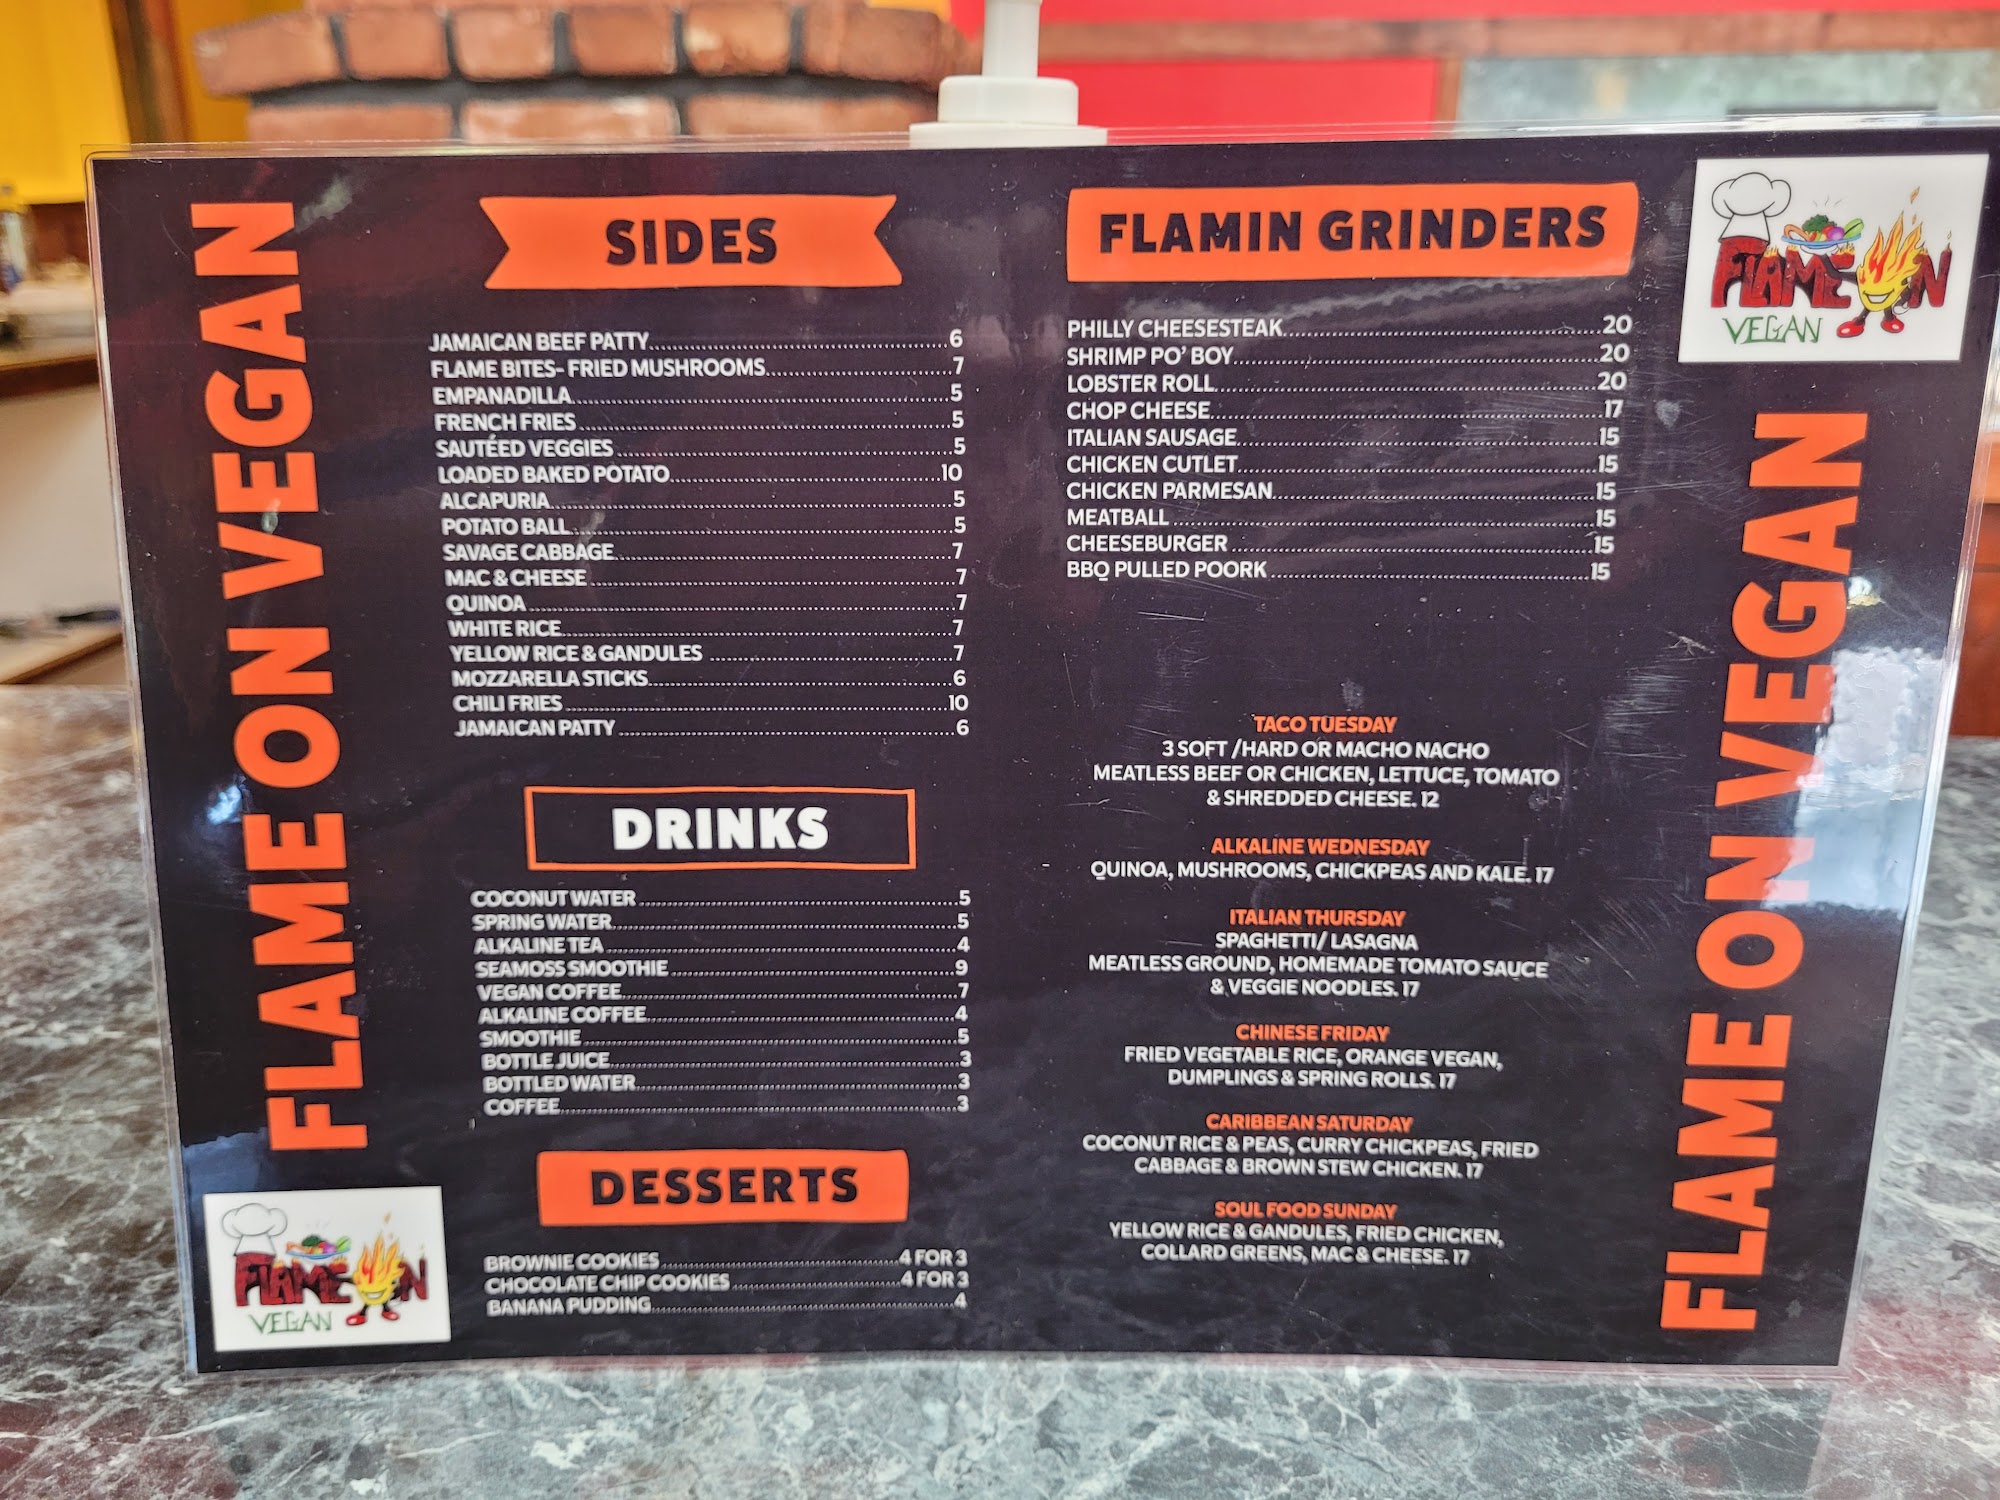 FLAME ON VEGAN
SIDES
JAMAICAN BEEF PATTY 6
FLAME BITES- FRIED MUSHROOMS 7
EMPANADILLA 5
FRENCH FRIES 5
SAUTÉED VEGGIES 5
LOADED BAKED POTATO 10
ALCAPURIA 5
POTATO BALL 5
SAVAGE CABBAGE 7
MAC & CHEESE 7
QUINOA 7
WHITE RICE 7
YELLOW RICE & GANDULES 7
MOZZARELLA STICKS 6
CHILI FRIES 10
JAMAICAN PATTY 6
DRINKS
COCONUT WATER 5
SPRING WATER 5
ALKALINE TEA 4
SEAMOSS SMOOTHIE 9
VEGAN COFFEE 7
ALKALINE COFFEE 4
SMOOTHIE 5
BOTTLE JUICE 3
BOTTLED WATER 3
COFFEE 3
DESSERTS
BROWNIE COOKIES 4 FOR 3
CHOCOLATE CHIP COOKIES 4 FOR 3
BANANA PUDDING 4
FLAME ON
VEGAN
FLAMIN GRINDERS
PHILLY CHEESESTEAK 20
SHRIMP PO' BOY 20
LOBSTER ROLL 20
CHOP CHEESE 17
ITALIAN SAUSAGE 15
CHICKEN CUTLET 15
CHICKEN PARMESAN 15
MEATBALL 15
CHEESEBURGER 15
BBQ PULLED POORK 15
TACO TUESDAY
3 SOFT /HARD OR MACHO NACHO
MEATLESS BEEF OR CHICKEN, LETTUCE, TOMATO
& SHREDDED CHEESE. 12
ALKALINE WEDNESDAY
QUINOA, MUSHROOMS, CHICKPEAS AND KALE. 17
ITALIAN THURSDAY
SPAGHETTI/ LASAGNA
MEATLESS GROUND, HOMEMADE TOMATO SAUCE
& VEGGIE NOODLES. 17
CHINESE FRIDAY
FRIED VEGETABLE RICE, ORANGE VEGAN,
DUMPLINGS & SPRING ROLLS. 17
CARIBBEAN SATURDAY
COCONUT RICE & PEAS, CURRY CHICKPEAS, FRIED
CABBAGE & BROWN STEW CHICKEN. 17
SOUL FOOD SUNDAY
YELLOW RICE & GANDULES, FRIED CHICKEN,
COLLARD GREENS, MAC & CHEESE. 17
FLAME ON
VEGAN
FLAME ON VEGAN